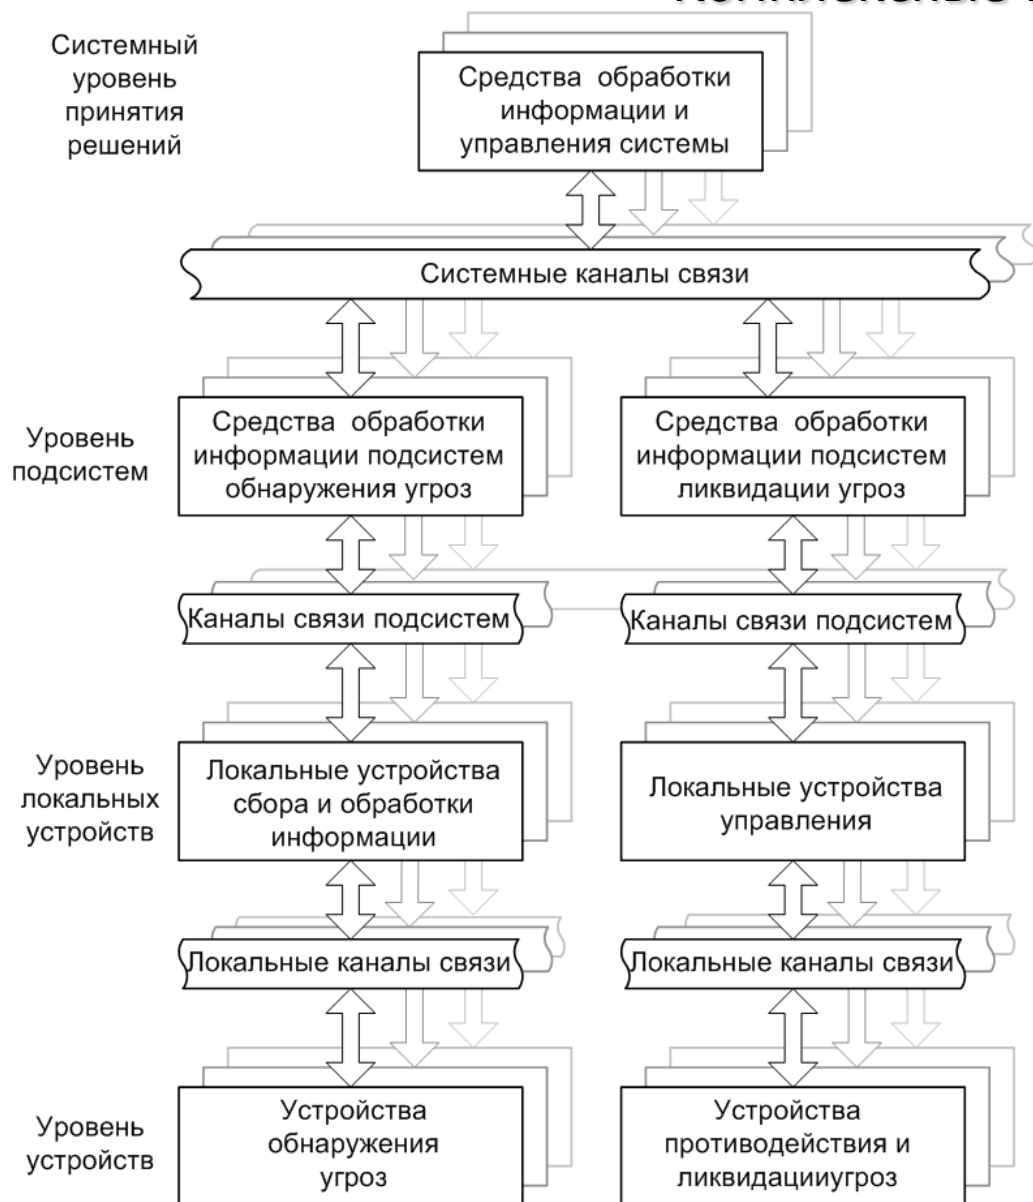 Системный
уровень
принятия
решений
Средства обработки
информации и
управления системы
Системные каналы связи
Уровень
подсистем
Средства обработки
информации подсистем
обнаружения угроз
Средства обработки
информации подсистем
ликвидации угроз
Каналы связи подсистем
Каналы связи подсистем
Уровень
локальных
устройств
Локальные устройства
сбора и обработки
информации
Локальные устройства
управления
Локальные каналы связи
Локальные каналы связи
Уровень
устройств
Устройства
обнаружения
угроз
Устройства
противодействия и
ликвидацииугроз